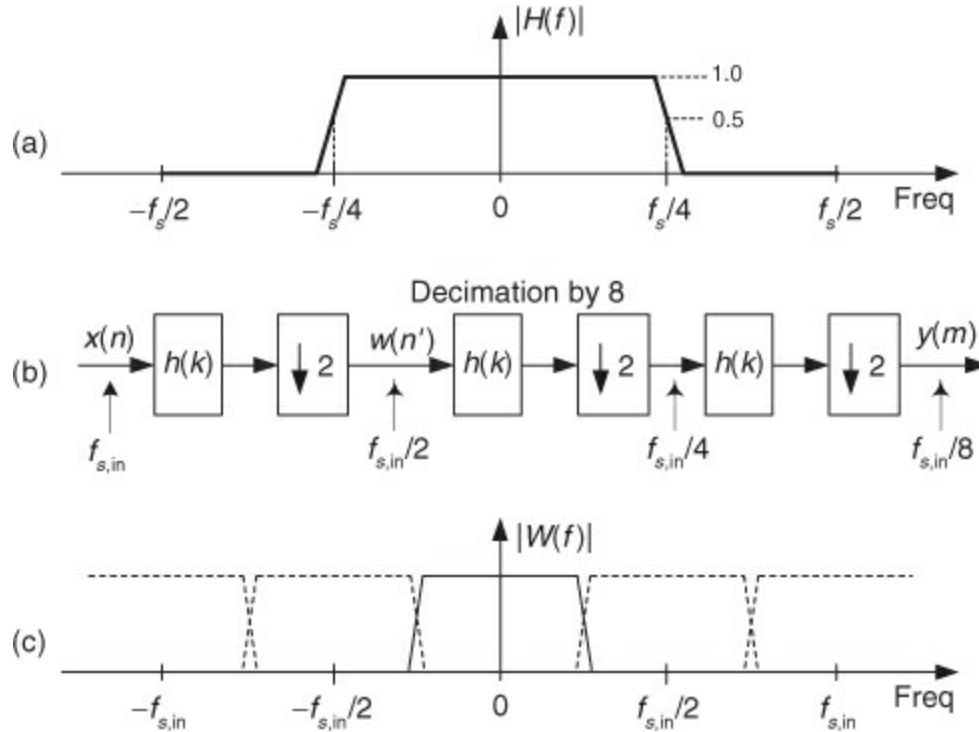 |H(f)|
1.0
0.5
(a)
–fs/2
–fs/4
0
fs/4
fs/2
Freq
Decimation by 8
(b)
x(n)
h(k)
2
w(n′)
h(k)
2
h(k)
2
y(m)
fs,in
fs,in/2
fs,in/4
fs,in/8
|W(f)|
(c)
–fs,in
–fs,in/2
0
fs,in/2
fs,in
Freq